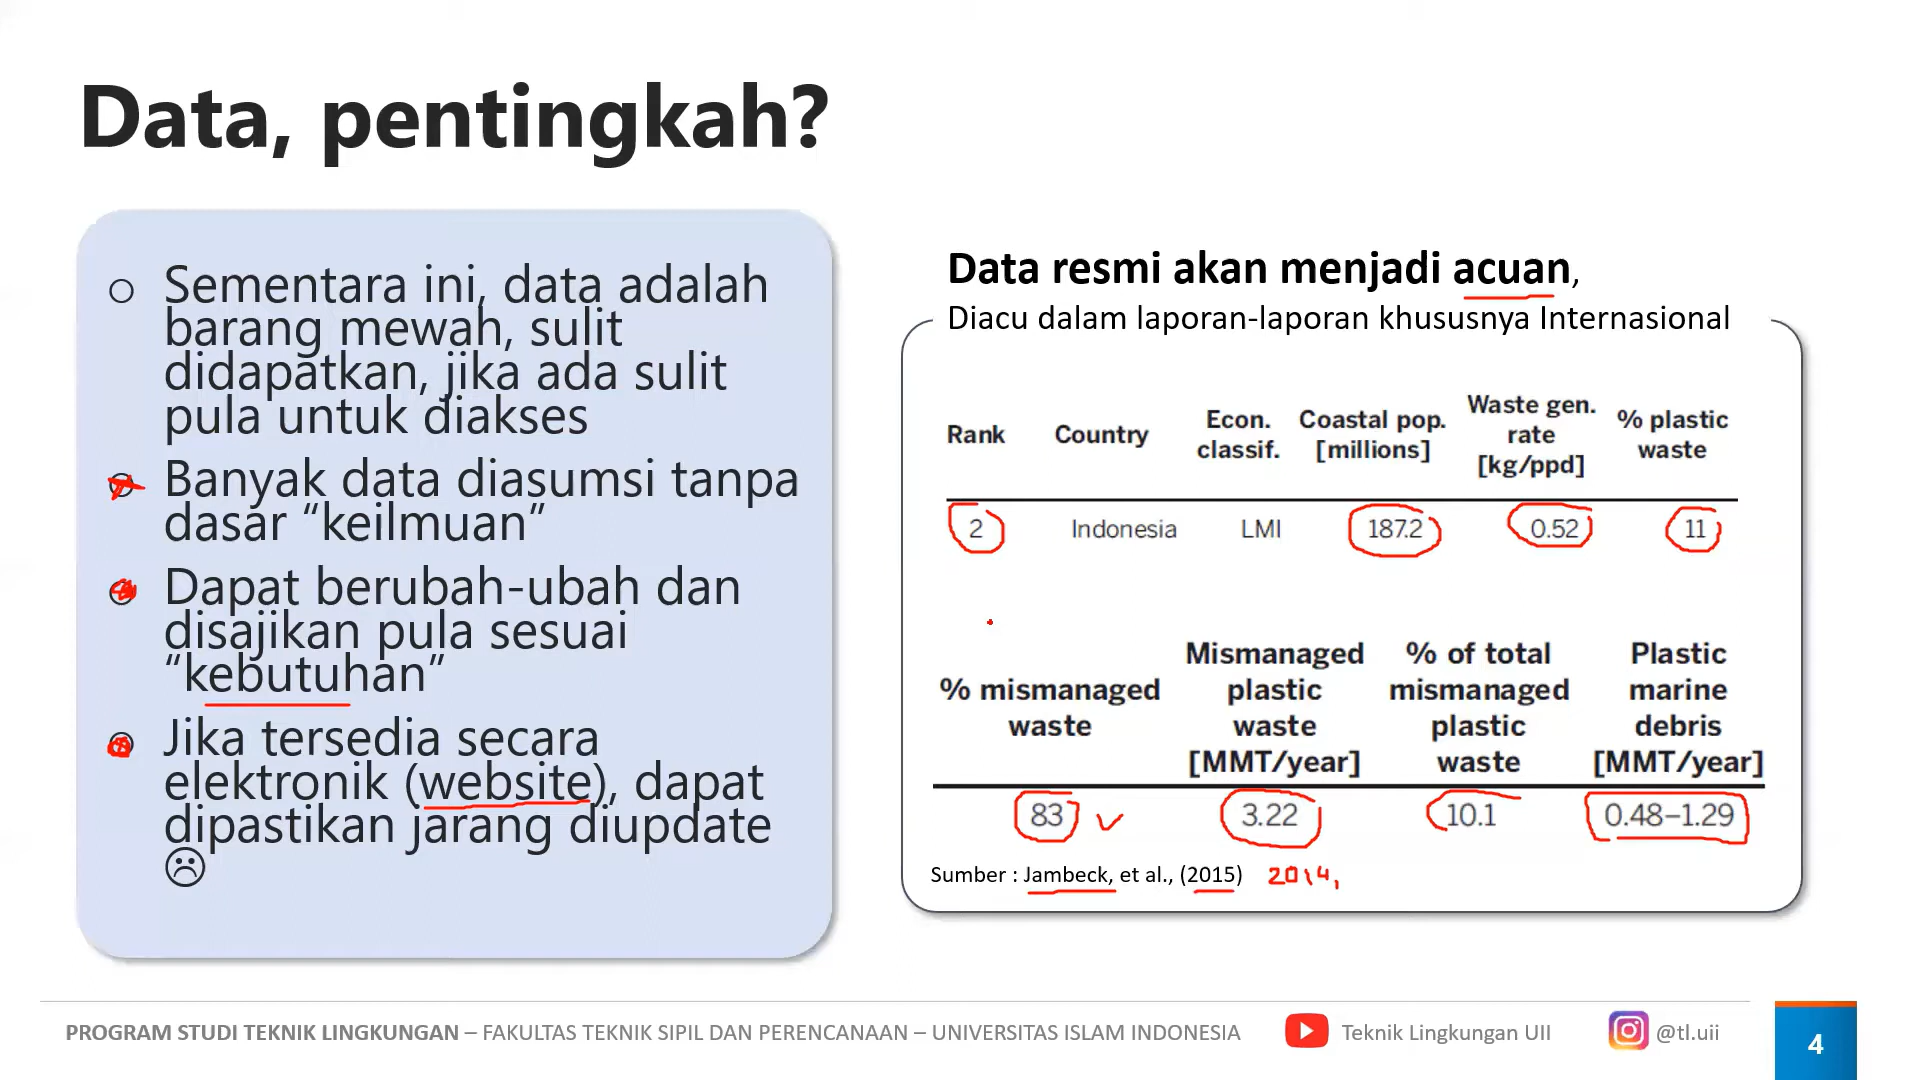 Data, pentingkah?
o Sementara ini, data adalah
barang mewah, sulit
didapatkan, jika ada sulit
pula untuk diakses
Banyak data diasumsi tanpa
dasar “keilmuan”
Dapat berubah-ubah dan
disajikan pula sesuai
“kebutuhan”
Jika tersedia secara
elektronik (website), dapat
dipastikan jarang diupdate
☹
Data resmi akan menjadi acuan,
Diacu dalam laporan-laporan khususnya Internasional
Rank Country Econ. classif. Coastal pop. [millions] Waste gen. rate [kg/ppd] % plastic waste
2 Indonesia LMI 187.2 0.52 11
% mismanaged waste Mismanaged plastic waste [MMT/year] % of total mismanaged plastic waste Plastic marine debris [MMT/year]
83 3.22 10.1 0.48–1.29
Sumber : Jambeck, et al., (2015) 2014,
PROGRAM STUDI TEKNIK LINGKUNGAN – FAKULTAS TEKNIK SIPIL DAN PERENCANAAN – UNIVERSITAS ISLAM INDONESIA Teknik Lingkungan UII @tl.uii 4